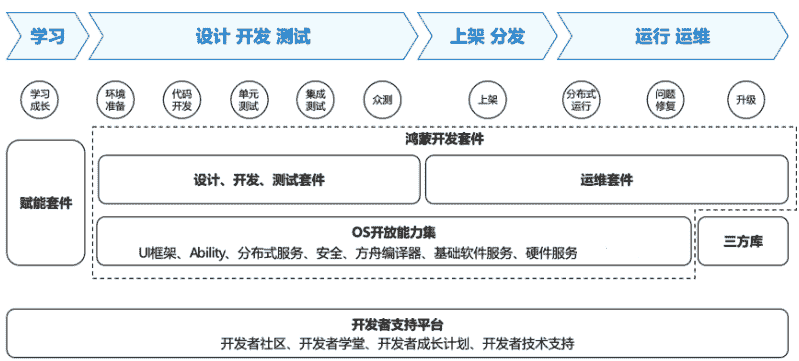 学习
设计 开发 测试
上架 分发
运行 运维
学习
成长
环境
准备
代码
开发
单元
测试
集成
测试
众测
上架
分布式
运行
问题
修复
升级
鸿蒙开发套件
赋能套件
设计、开发、测试套件
运维套件
OS开放能力集
UI框架、Ability、分布式服务、安全、方舟编译器、基础软件服务、硬件服务
三方库
开发者支持平台
开发者社区、开发者学堂、开发者成长计划、开发者技术支持